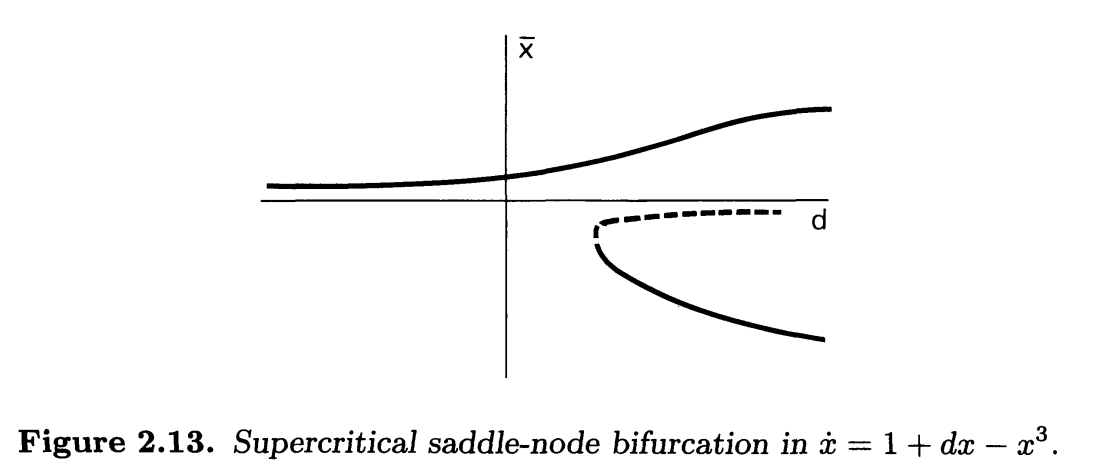 x̄
d
Figure 2.13. Supercritical saddle-node bifurcation in ẋ = 1 + dx − x³.